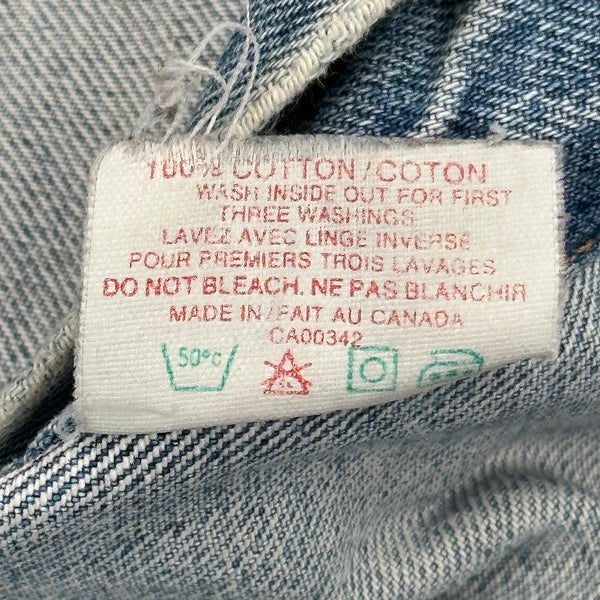 100% COTTON/COTON
WASH INSIDE OUT FOR FIRST
THREE WASHINGS
LAVEZ AVEC LINGE INVERSÉ
POUR PREMIERS TROIS LAVAGES
DO NOT BLEACH. NE PAS BLANCHIR
MADE IN/FAIT AU CANADA
CA00342
50°C